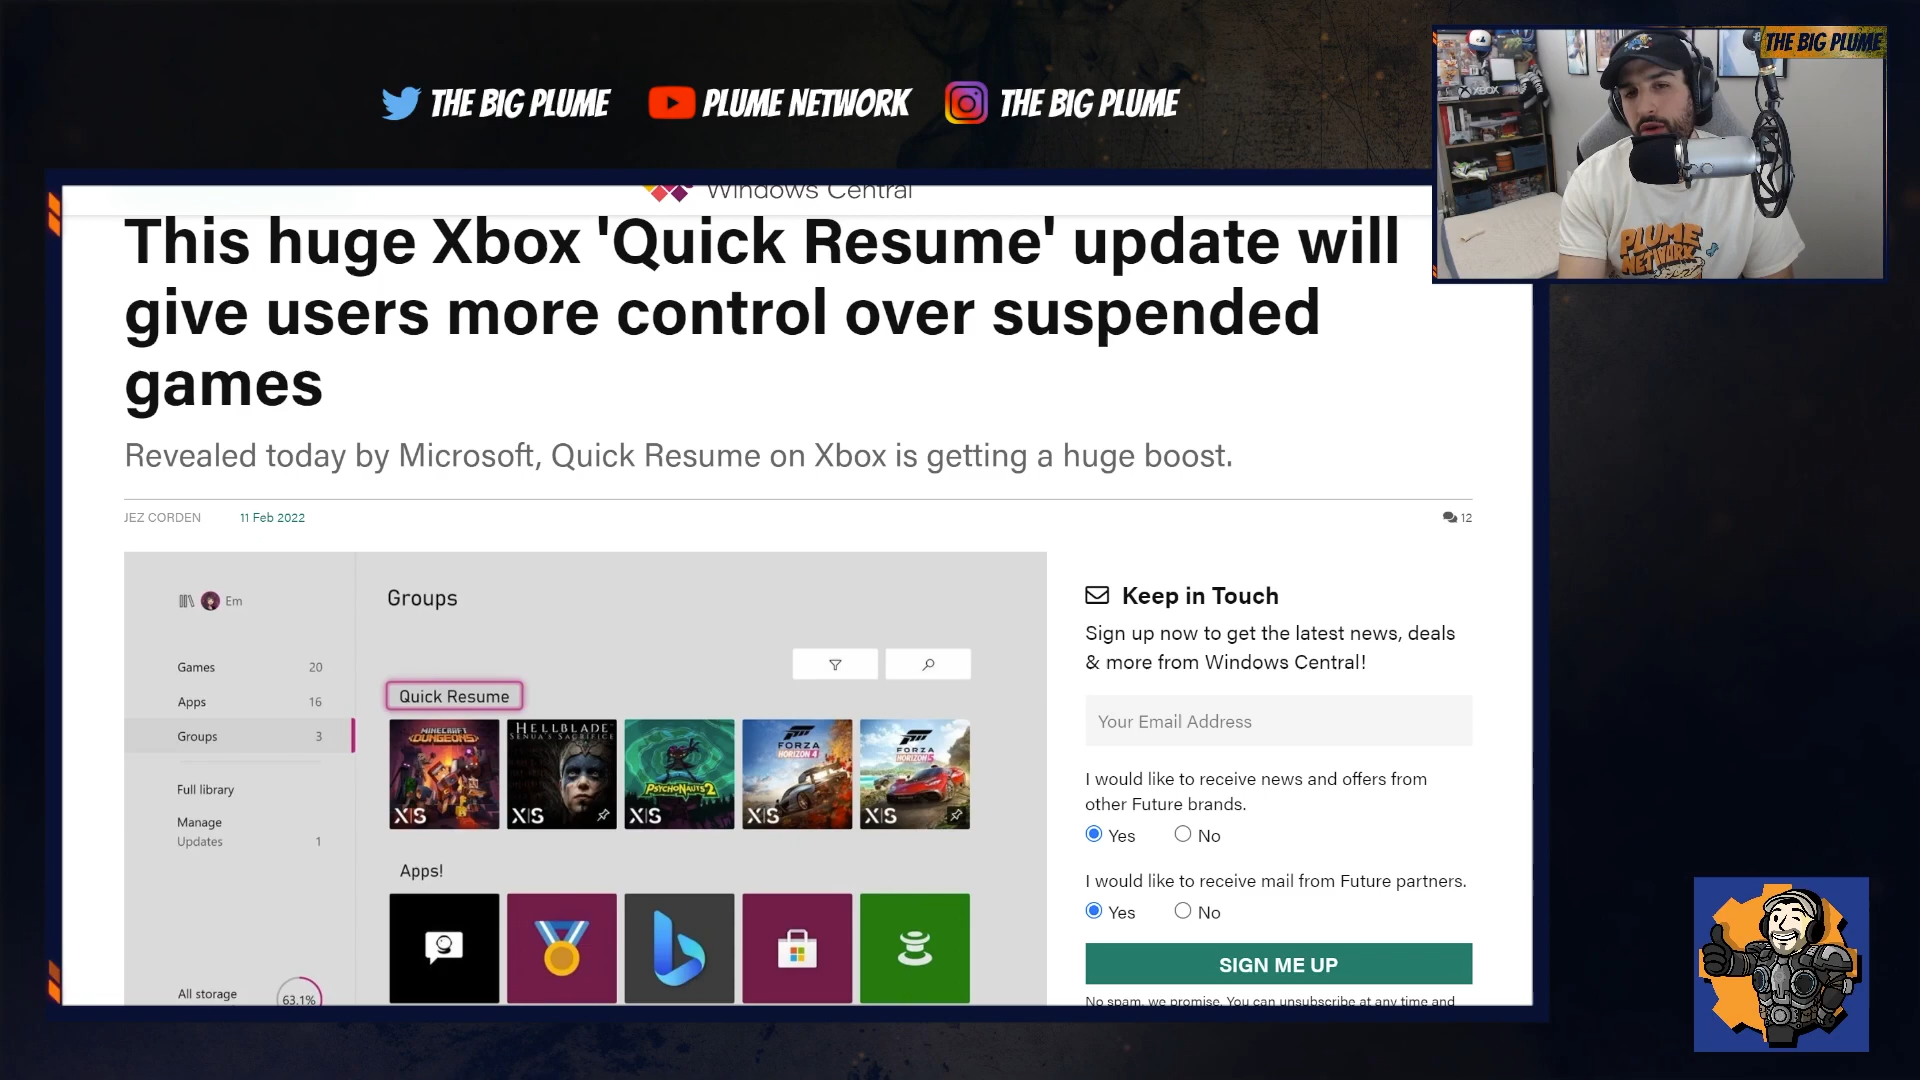 THE BIG PLUME
PLUME NETWORK
THE BIG PLUME
THE BIG PLUME
XBOX
PLUME
NETWORK
Windows Central
This huge Xbox 'Quick Resume' update will
give users more control over suspended
games
Revealed today by Microsoft, Quick Resume on Xbox is getting a huge boost.
JEZ CORDEN 11 Feb 2022 12
Em
Games 20
Apps 16
Groups 3
Full library
Manage
Updates 1
All storage 63.1%
Groups
Quick Resume
MINECRAFT
DUNGEONS
X|S
HELLBLADE
SENUA'S SACRIFICE
X|S
PSYCHONAUTS 2
X|S
FORZA
HORIZON 4
X|S
FORZA
HORIZON 5
X|S
Apps!
Keep in Touch
Sign up now to get the latest news, deals
& more from Windows Central!
Your Email Address
I would like to receive news and offers from
other Future brands.
Yes No
I would like to receive mail from Future partners.
Yes No
SIGN ME UP
No spam, we promise. You can unsubscribe at any time and